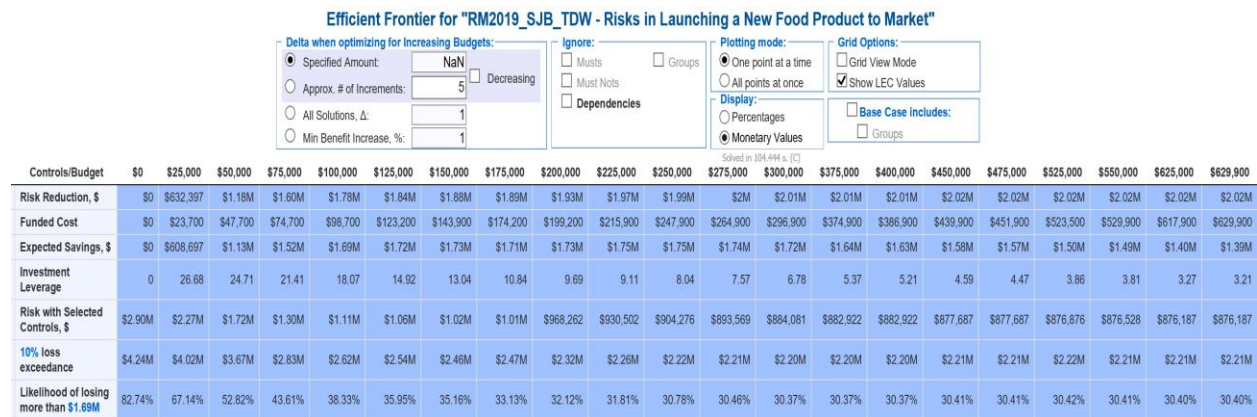 Efficient Frontier for "RM2019_SJB_TDW - Risks in Launching a New Food Product to Market"
Delta when optimizing for Increasing Budgets:
Specified Amount: NaN
Decreasing
Approx. # of Increments: 5
All Solutions, Δ: 1
Min Benefit Increase, %: 1
Ignore:
Musts Groups
Must Nots
Dependencies
Plotting mode:
One point at a time
All points at once
Display:
Percentages
Monetary Values
Grid Options:
Grid View Mode
Show LEC Values
Base Case includes:
Groups
Solved in 104.444 s. (C)
Controls/Budget $0 $25,000 $50,000 $75,000 $100,000 $125,000 $150,000 $175,000 $200,000 $225,000 $250,000 $275,000 $300,000 $375,000 $400,000 $450,000 $475,000 $525,000 $550,000 $625,000 $629,900
Risk Reduction, $ $0 $632,397 $1.18M $1.60M $1.78M $1.84M $1.88M $1.89M $1.93M $1.97M $1.99M $2M $2.01M $2.01M $2.01M $2.02M $2.02M $2.02M $2.02M $2.02M $2.02M
Funded Cost $0 $23,700 $47,700 $74,700 $98,700 $123,200 $143,900 $174,200 $199,200 $215,900 $247,900 $264,900 $296,900 $374,900 $386,900 $439,900 $451,900 $523,500 $529,900 $617,900 $629,900
Expected Savings, $ $0 $608,697 $1.13M $1.52M $1.69M $1.72M $1.73M $1.71M $1.73M $1.75M $1.75M $1.74M $1.72M $1.64M $1.63M $1.58M $1.57M $1.50M $1.49M $1.40M $1.39M
Investment
Leverage 0 26.68 24.71 21.41 18.07 14.92 13.04 10.84 9.69 9.11 8.04 7.57 6.78 5.37 5.21 4.59 4.47 3.86 3.81 3.27 3.21
Risk with Selected
Controls, $ $2.90M $2.27M $1.72M $1.30M $1.11M $1.06M $1.02M $1.01M $968,262 $930,502 $904,276 $893,569 $884,081 $882,922 $882,922 $877,687 $877,687 $876,876 $876,528 $876,187 $876,187
10% loss
exceedance $4.24M $4.02M $3.67M $2.83M $2.62M $2.54M $2.46M $2.47M $2.32M $2.26M $2.22M $2.21M $2.20M $2.20M $2.20M $2.21M $2.21M $2.22M $2.21M $2.21M $2.21M
Likelihood of losing
more than $1.69M 82.74% 67.14% 52.82% 43.61% 38.33% 35.95% 35.16% 33.13% 32.12% 31.81% 30.78% 30.46% 30.37% 30.37% 30.37% 30.41% 30.41% 30.42% 30.41% 30.40% 30.40%